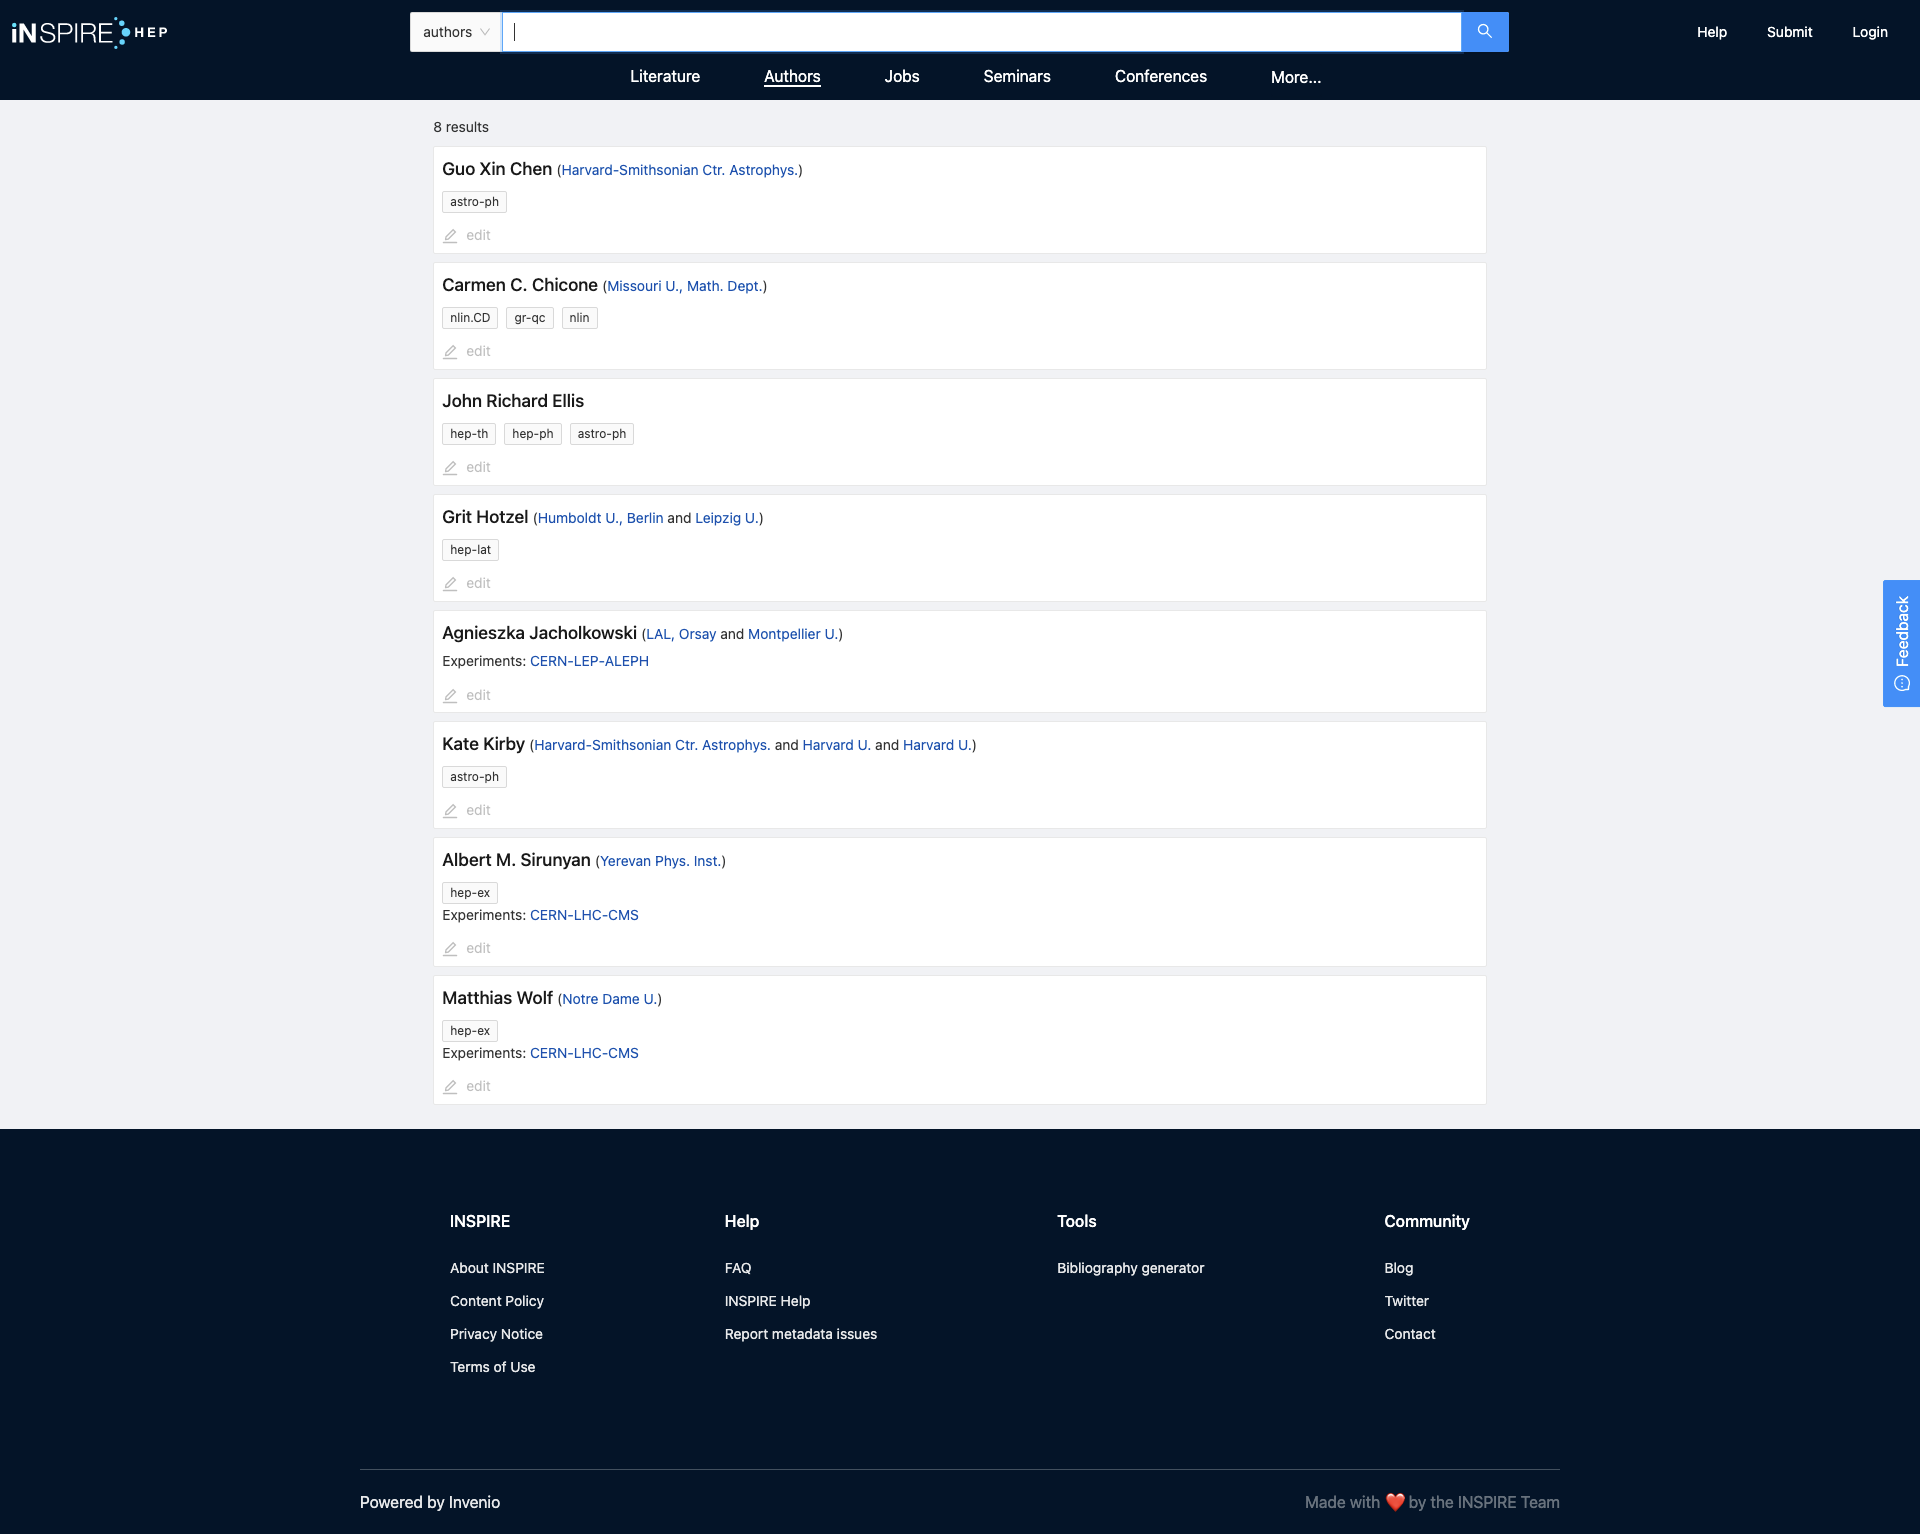 iNSPIRE HEP
authors
Help Submit Login
Literature Authors Jobs Seminars Conferences More...
8 results
Guo Xin Chen (Harvard-Smithsonian Ctr. Astrophys.)
astro-ph
edit
Carmen C. Chicone (Missouri U., Math. Dept.)
nlin.CD gr-qc nlin
edit
John Richard Ellis
hep-th hep-ph astro-ph
edit
Grit Hotzel (Humboldt U., Berlin and Leipzig U.)
hep-lat
edit
Agnieszka Jacholkowski (LAL, Orsay and Montpellier U.)
Experiments: CERN-LEP-ALEPH
edit
Kate Kirby (Harvard-Smithsonian Ctr. Astrophys. and Harvard U. and Harvard U.)
astro-ph
edit
Albert M. Sirunyan (Yerevan Phys. Inst.)
hep-ex
Experiments: CERN-LHC-CMS
edit
Matthias Wolf (Notre Dame U.)
hep-ex
Experiments: CERN-LHC-CMS
edit
Feedback
INSPIRE
About INSPIRE
Content Policy
Privacy Notice
Terms of Use
Help
FAQ
INSPIRE Help
Report metadata issues
Tools
Bibliography generator
Community
Blog
Twitter
Contact
Powered by Invenio
Made with ❤️ by the INSPIRE Team